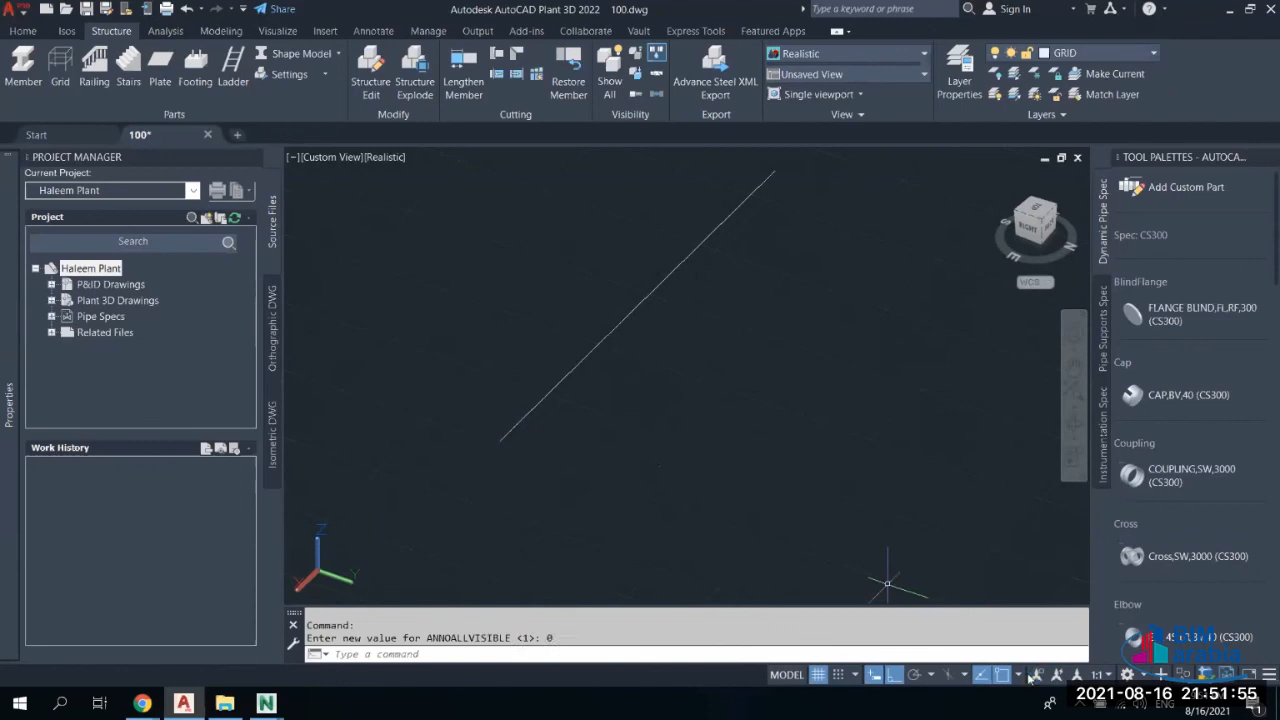 Share
Autodesk AutoCAD Plant 3D 2022 100.dwg
Type a keyword or phrase
Sign In
Home Isos Structure Analysis Modeling Visualize Insert Annotate Manage Output Add-ins Collaborate Vault Express Tools Featured Apps
Member Grid Railing Stairs Plate Footing Ladder
Shape Model
Settings
Structure Edit
Structure Explode
Lengthen Member
Restore Member
Show All
Advance Steel XML Export
Realistic
Unsaved View
Single viewport
Layer Properties
GRID
Make Current
Match Layer
Parts Modify Cutting Visibility Export View Layers
Start 100*
PROJECT MANAGER
Current Project:
Haleem Plant
Project
Search
Haleem Plant
P&ID Drawings
Plant 3D Drawings
Pipe Specs
Related Files
Work History
Properties
Source Files
Orthographic DWG
Isometric DWG
[−][Custom View][Realistic]
RIGHT
N
E
S
WCS
Z
Y
TOOL PALETTES - AUTOCA...
Dynamic Pipe Spec
Pipe Supports Spec
Instrumentation Spec
Add Custom Part
Spec: CS300
BlindFlange
FLANGE BLIND,FL,RF,300 (CS300)
Cap
CAP,BV,40 (CS300)
Coupling
COUPLING,SW,3000 (CS300)
Cross
Cross,SW,3000 (CS300)
Elbow
(CS300)
BIM
arabia
Command:
Enter new value for ANNOALLVISIBLE <1>: 0
Type a command
MODEL
1:1
2021-08-16 21:51:55
ENG
8/16/2021